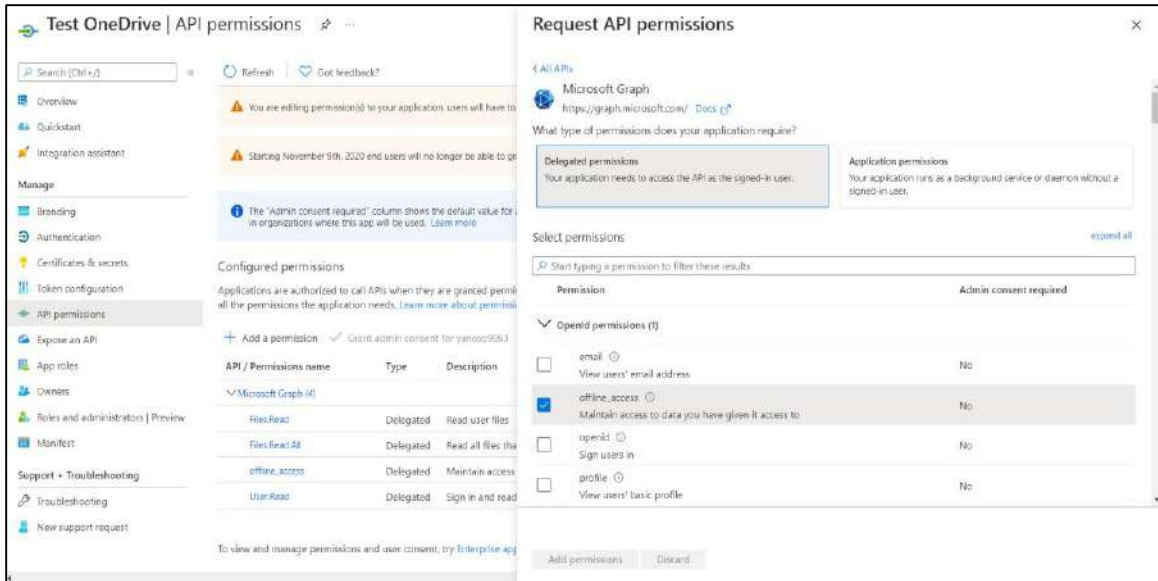 Test OneDrive | API permissions
Search (Ctrl+/)
Overview
Quickstart
Integration assistant
Manage
Branding
Authentication
Certificates & secrets
Token configuration
API permissions
Expose an API
App roles
Owners
Roles and administrators | Preview
Manifest
Support + Troubleshooting
Troubleshooting
New support request
Refresh
Got feedback?
You are editing permission(s) to your application, users will have to
Starting November 9th, 2020 end users will no longer be able to gr
The "Admin consent required" column shows the default value for
in organizations where this app will be used. Learn more
Configured permissions
Applications are authorized to call APIs when they are granted permi
all the permissions the application needs. Learn more about permissi
Add a permission
Grant admin consent for
API / Permissions name Type Description
Microsoft Graph (4)
Files.Read Delegated Read user files
Files.Read.All Delegated Read all files tha
offline_access Delegated Maintain access
User.Read Delegated Sign in and read
To view and manage permissions and user consent, try Enterprise app
Request API permissions
All APIs
Microsoft Graph
https://graph.microsoft.com/ Docs
What type of permissions does your application require?
Delegated permissions
Your application needs to access the API as the signed-in user.
Application permissions
Your application runs as a background service or daemon without a
signed-in user.
Select permissions
expand all
Start typing a permission to filter these results
Permission Admin consent required
OpenId permissions (1)
email
View users' email address
No
offline_access
Maintain access to data you have given it access to
No
openid
Sign users in
No
profile
View users' basic profile
No
Add permissions
Discard